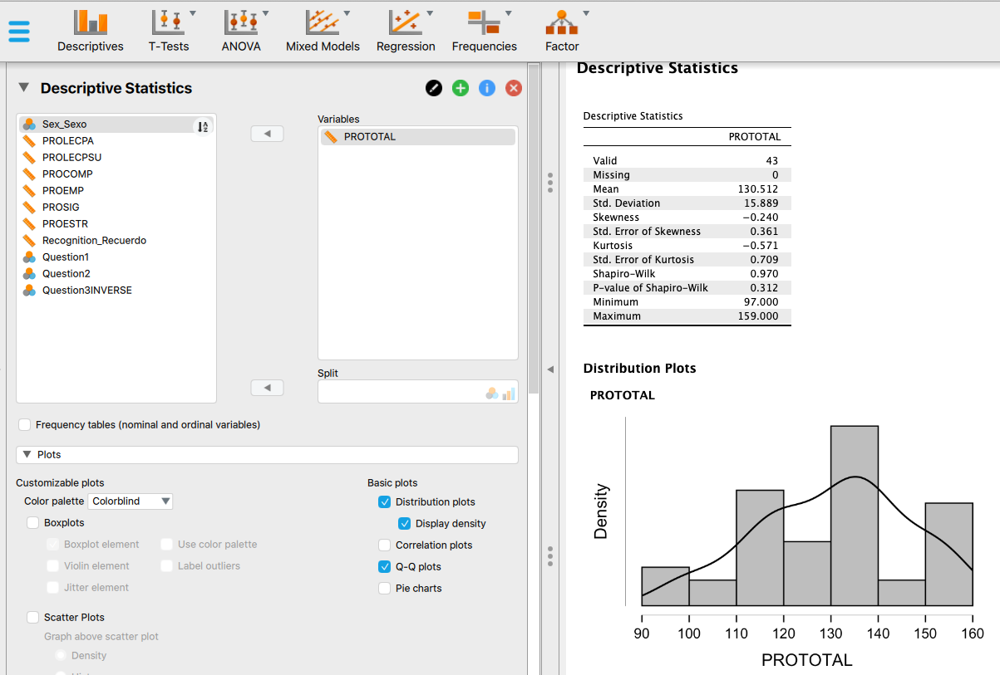 Descriptives
T-Tests
ANOVA
Mixed Models
Regression
Frequencies
Factor
Descriptive Statistics
Sex_Sexo
PROLECPA
PROLECPSU
PROCOMP
PROEMP
PROSIG
PROESTR
Recognition_Recuerdo
Question1
Question2
Question3INVERSE
Variables
PROTOTAL
Split
Frequency tables (nominal and ordinal variables)
Plots
Customizable plots
Color palette Colorblind
Boxplots
Boxplot element Use color palette
Violin element Label outliers
Jitter element
Scatter Plots
Graph above scatter plot
Density
Basic plots
Distribution plots
Display density
Correlation plots
Q-Q plots
Pie charts
Descriptive Statistics
Descriptive Statistics
PROTOTAL
Valid 43
Missing 0
Mean 130.512
Std. Deviation 15.889
Skewness −0.240
Std. Error of Skewness 0.361
Kurtosis −0.571
Std. Error of Kurtosis 0.709
Shapiro-Wilk 0.970
P-value of Shapiro-Wilk 0.312
Minimum 97.000
Maximum 159.000
Distribution Plots
PROTOTAL
Density
90 100 110 120 130 140 150 160
PROTOTAL